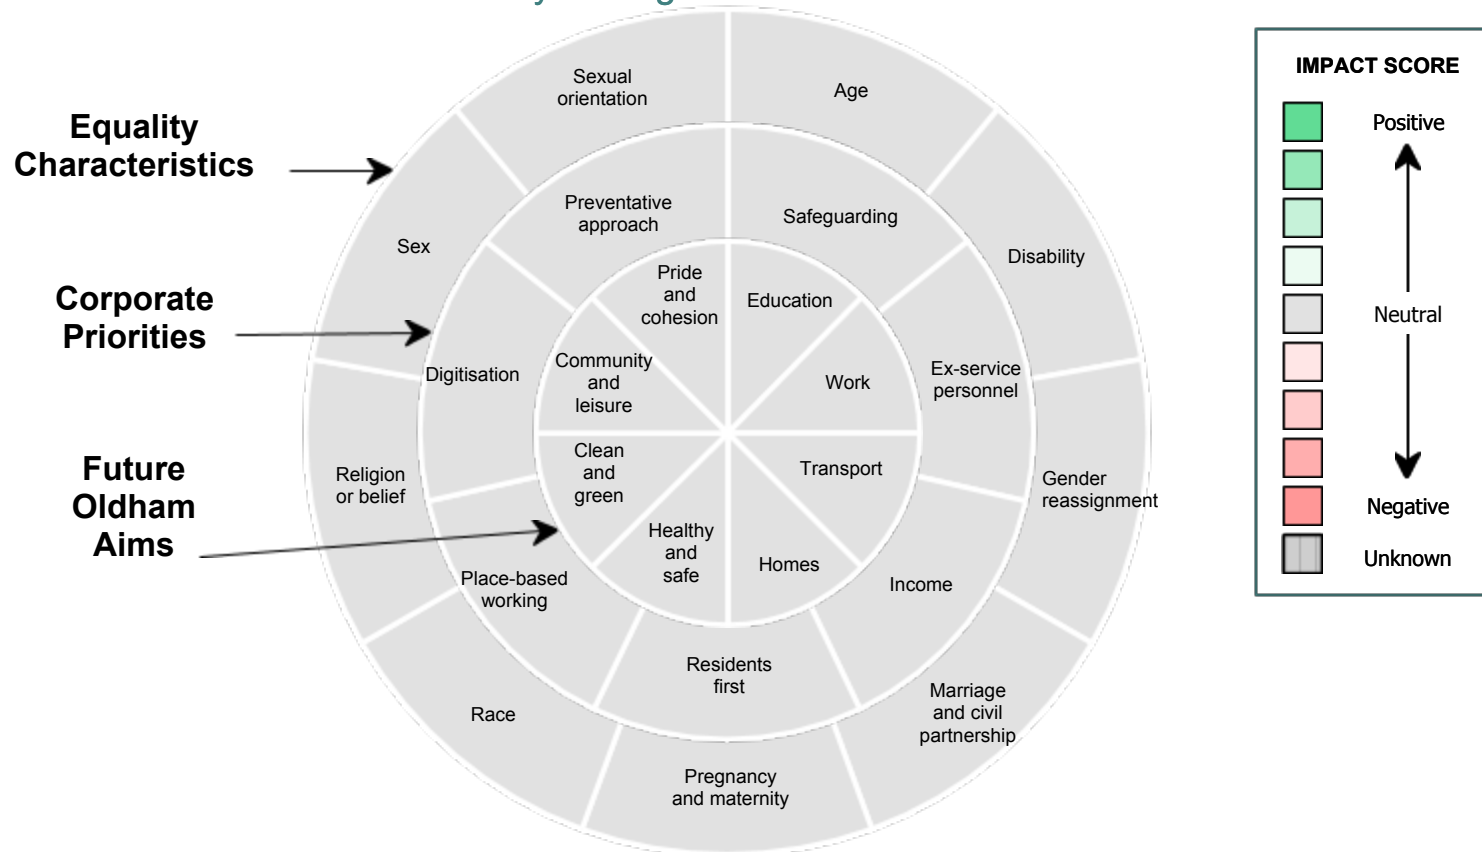 Equality
Characteristics
Corporate
Priorities
Future
Oldham
Aims
Sexual
orientation
Age
Disability
Gender
reassignment
Marriage
and civil
partnership
Pregnancy
and maternity
Race
Religion
or belief
Sex
Preventative
approach
Safeguarding
Ex-service
personnel
Income
Residents
first
Place-based
working
Digitisation
Pride
and
cohesion
Education
Work
Transport
Homes
Healthy
and
safe
Clean
and
green
Community
and
leisure
IMPACT SCORE
Positive
Neutral
Negative
Unknown